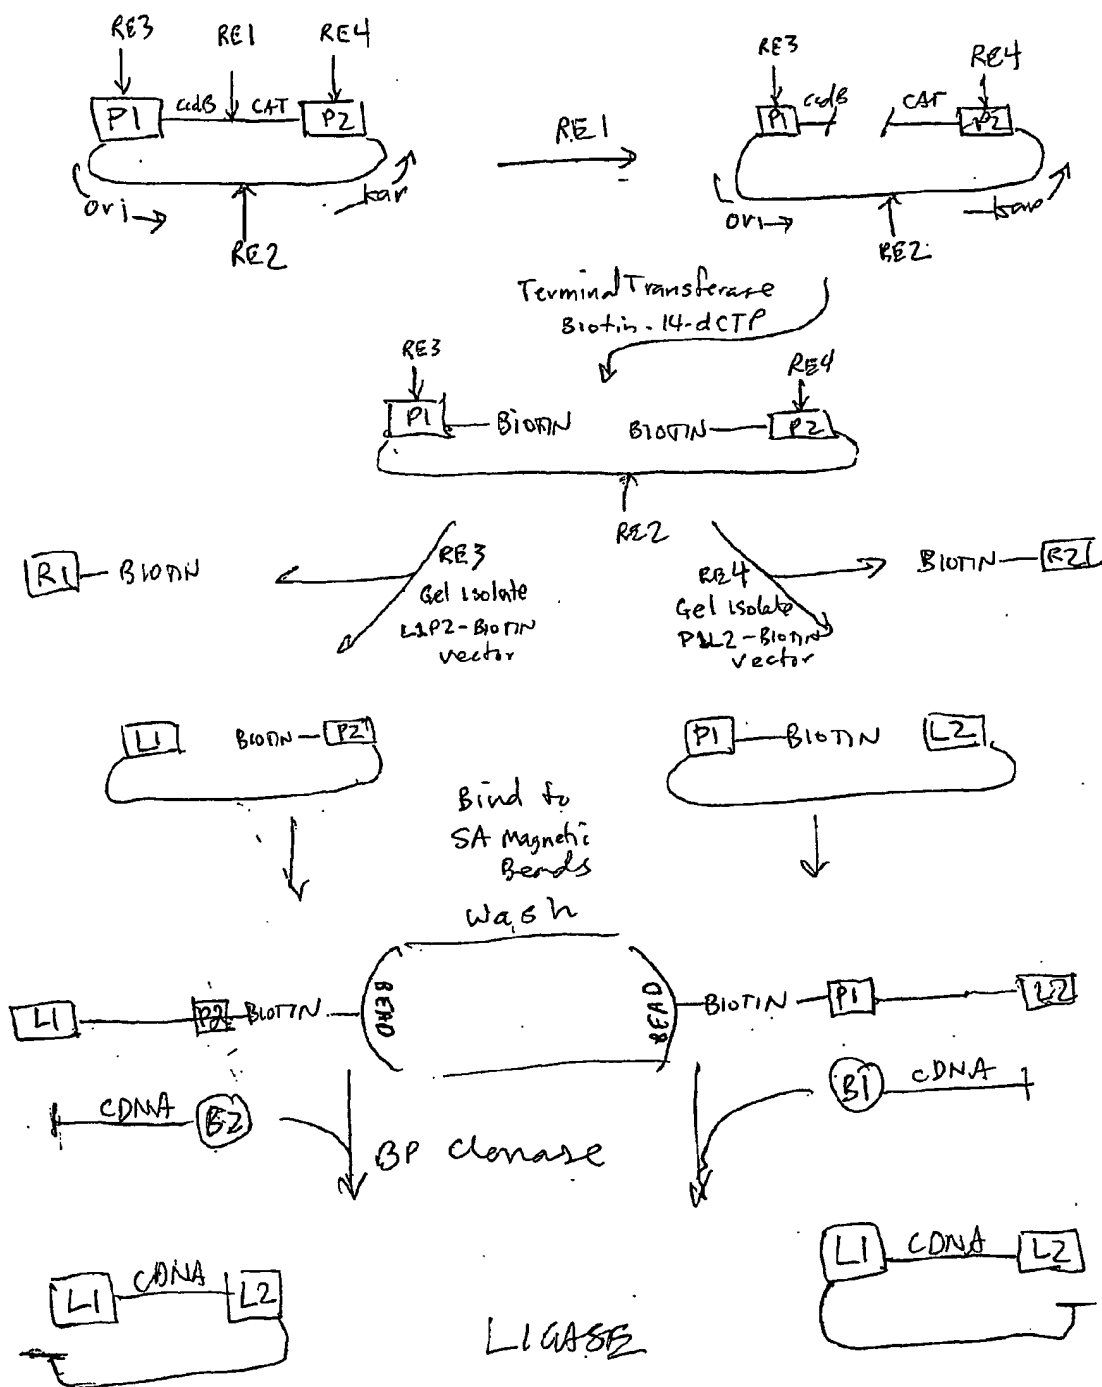 RE3 RE1 RE4
P1 ccdB CAT P2
ori kan
RE2
RE1
RE3 RE4
P1 ccdB CAT P2
ori kan
RE2
Terminal Transferase
Biotin-14-dCTP
RE3 RE4
P1 BIOTIN BIOTIN P2
RE2
R1 BIOTIN
RE3
Gel isolate
L1P2-Biotin
vector
RE4
Gel isolate
P1L2-Biotin
vector
BIOTIN R2
L1 BIOTIN P2
P1 BIOTIN L2
Bind to
SA Magnetic
Beads
Wash
L1 P2 BIOTIN BEAD
BEAD BIOTIN P1 L2
cDNA B2
B1 cDNA
BP Clonase
L1 cDNA L2
L1 cDNA L2
LIGASE